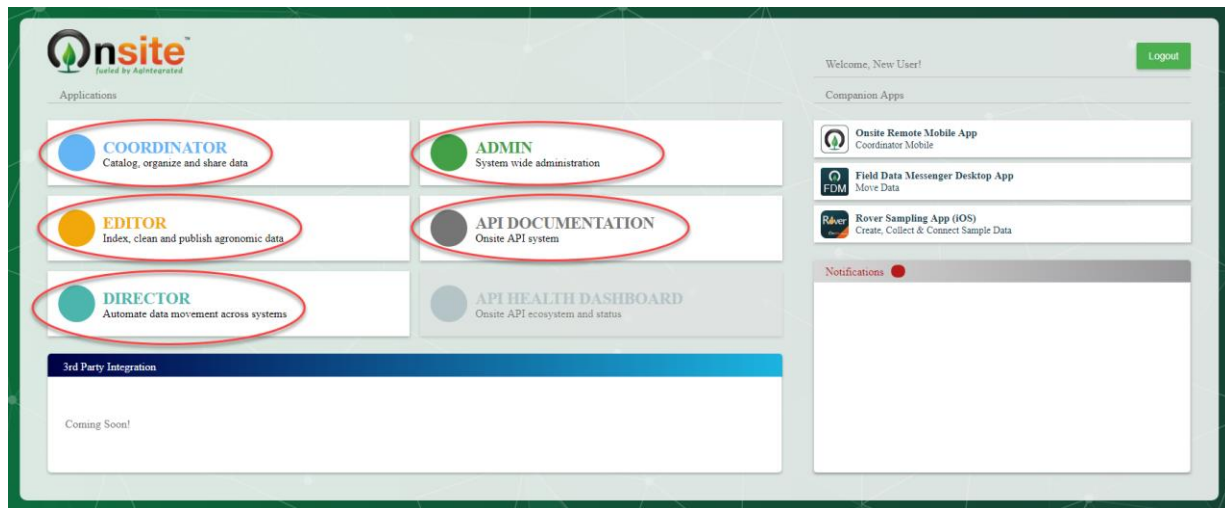 Onsite™
fueled by AgIntegrated
Applications
COORDINATOR
Catalog, organize and share data
ADMIN
System wide administration
EDITOR
Index, clean and publish agronomic data
API DOCUMENTATION
Onsite API system
DIRECTOR
Automate data movement across systems
API HEALTH DASHBOARD
Onsite API ecosystem and status
3rd Party Integration
Coming Soon!
Welcome, New User!
Logout
Companion Apps
Onsite Remote Mobile App
Coordinator Mobile
FDM
Field Data Messenger Desktop App
Move Data
Rover
Rover Sampling App (iOS)
Create, Collect & Connect Sample Data
Notifications